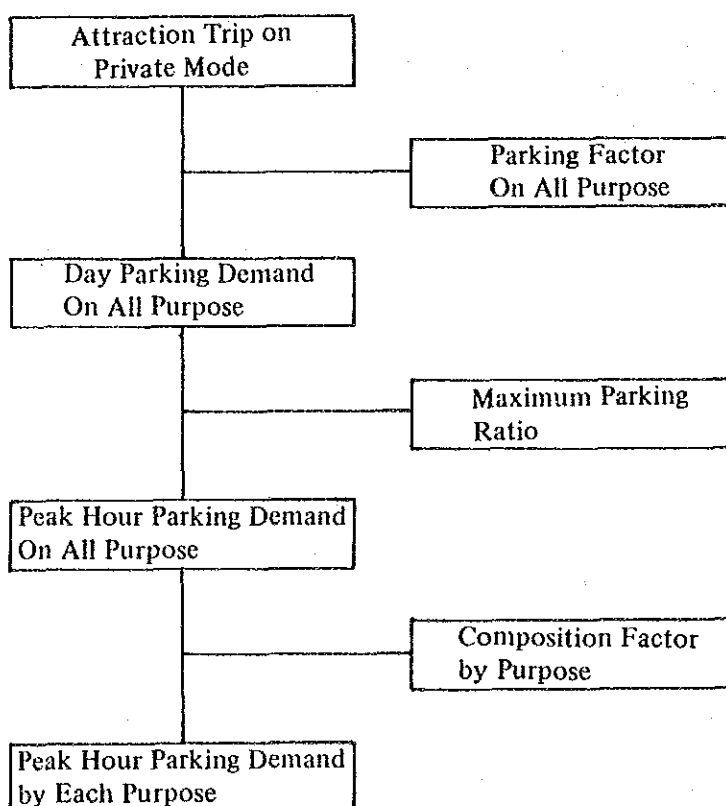 Attraction Trip on
Private Mode
Parking Factor
On All Purpose
Day Parking Demand
On All Purpose
Maximum Parking
Ratio
Peak Hour Parking Demand
On All Purpose
Composition Factor
by Purpose
Peak Hour Parking Demand
by Each Purpose